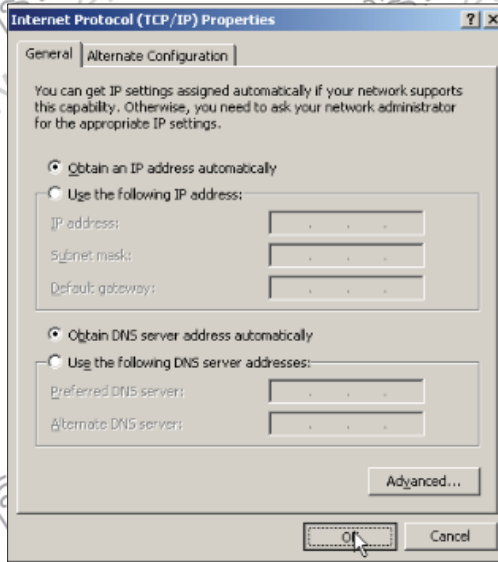 Internet Protocol (TCP/IP) Properties
General
Alternate Configuration
You can get IP settings assigned automatically if your network supports
this capability. Otherwise, you need to ask your network administrator
for the appropriate IP settings.
Obtain an IP address automatically
Use the following IP address:
IP address:
Subnet mask:
Default gateway:
Obtain DNS server address automatically
Use the following DNS server addresses:
Preferred DNS server:
Alternate DNS server:
Advanced...
OK
Cancel